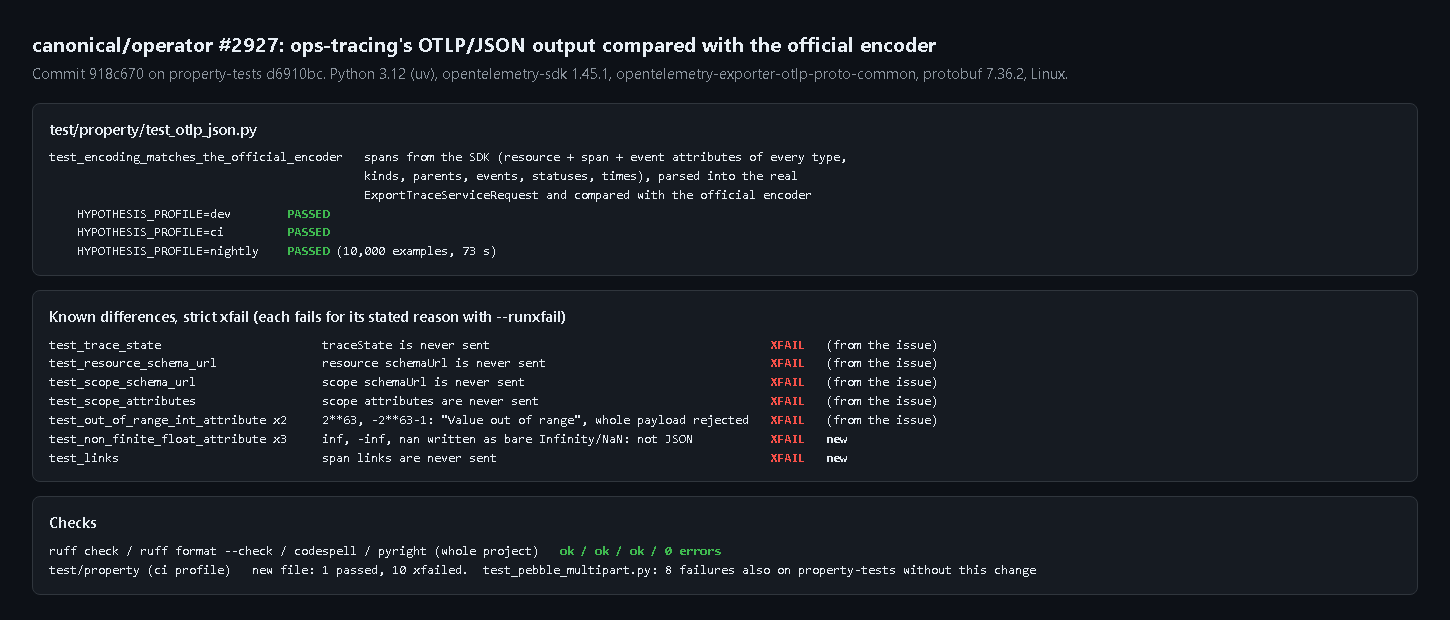 canonical/operator #2927: ops-tracing's OTLP/JSON output compared with the official encoder
Commit 918c670 on property-tests d6910bc. Python 3.12 (uv), opentelemetry-sdk 1.45.1, opentelemetry-exporter-otlp-proto-common, protobuf 7.36.2, Linux.
test/property/test_otlp_json.py
test_encoding_matches_the_official_encoder spans from the SDK (resource + span + event attributes of every type,
kinds, parents, events, statuses, times), parsed into the real
ExportTraceServiceRequest and compared with the official encoder
HYPOTHESIS_PROFILE=dev PASSED
HYPOTHESIS_PROFILE=ci PASSED
HYPOTHESIS_PROFILE=nightly PASSED (10,000 examples, 73 s)
Known differences, strict xfail (each fails for its stated reason with --runxfail)
test_trace_state traceState is never sent XFAIL (from the issue)
test_resource_schema_url resource schemaUrl is never sent XFAIL (from the issue)
test_scope_schema_url scope schemaUrl is never sent XFAIL (from the issue)
test_scope_attributes scope attributes are never sent XFAIL (from the issue)
test_out_of_range_int_attribute x2 2**63, -2**63-1: "Value out of range", whole payload rejected XFAIL (from the issue)
test_non_finite_float_attribute x3 inf, -inf, nan written as bare Infinity/NaN: not JSON XFAIL new
test_links span links are never sent XFAIL new
Checks
ruff check / ruff format --check / codespell / pyright (whole project) ok / ok / ok / 0 errors
test/property (ci profile) new file: 1 passed, 10 xfailed. test_pebble_multipart.py: 8 failures also on property-tests without this change